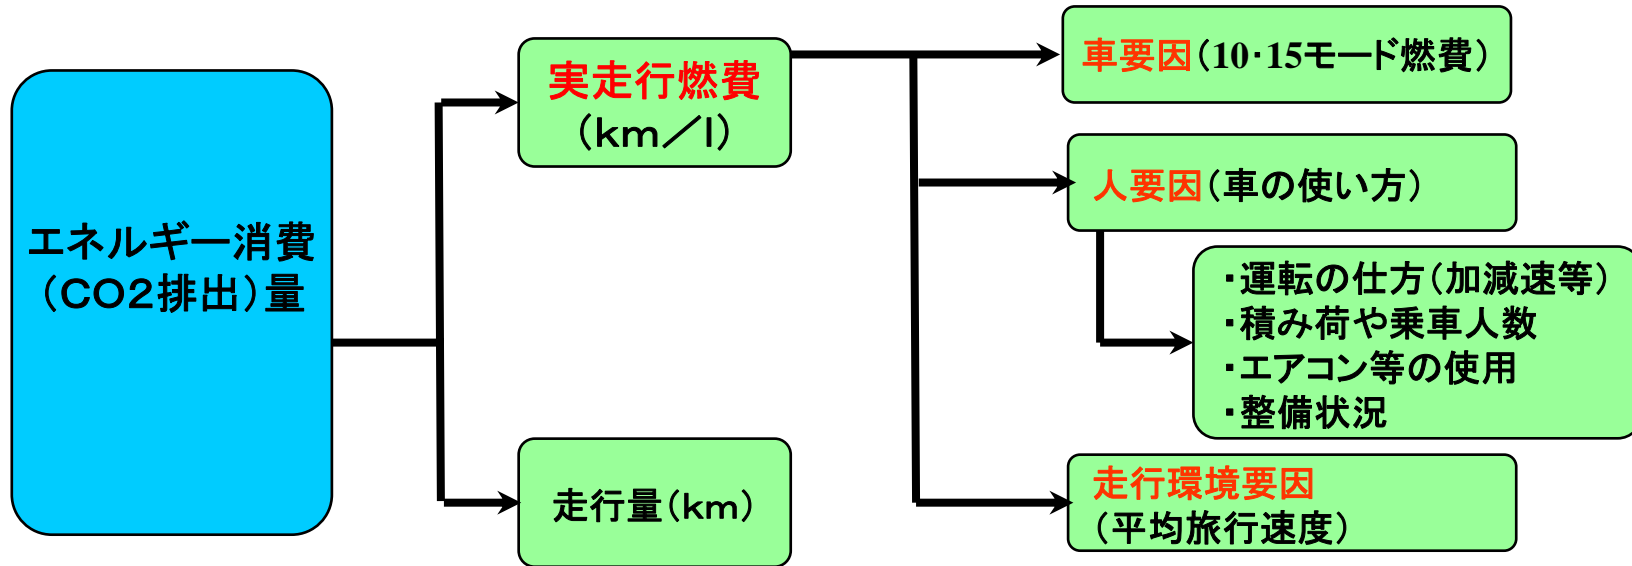 エネルギー消費
(CO2排出)量
実走行燃費
(km/l)
走行量(km)
車要因(10・15モード燃費)
人要因(車の使い方)
・運転の仕方(加減速等)
・積み荷や乗車人数
・エアコン等の使用
・整備状況
走行環境要因
(平均旅行速度)